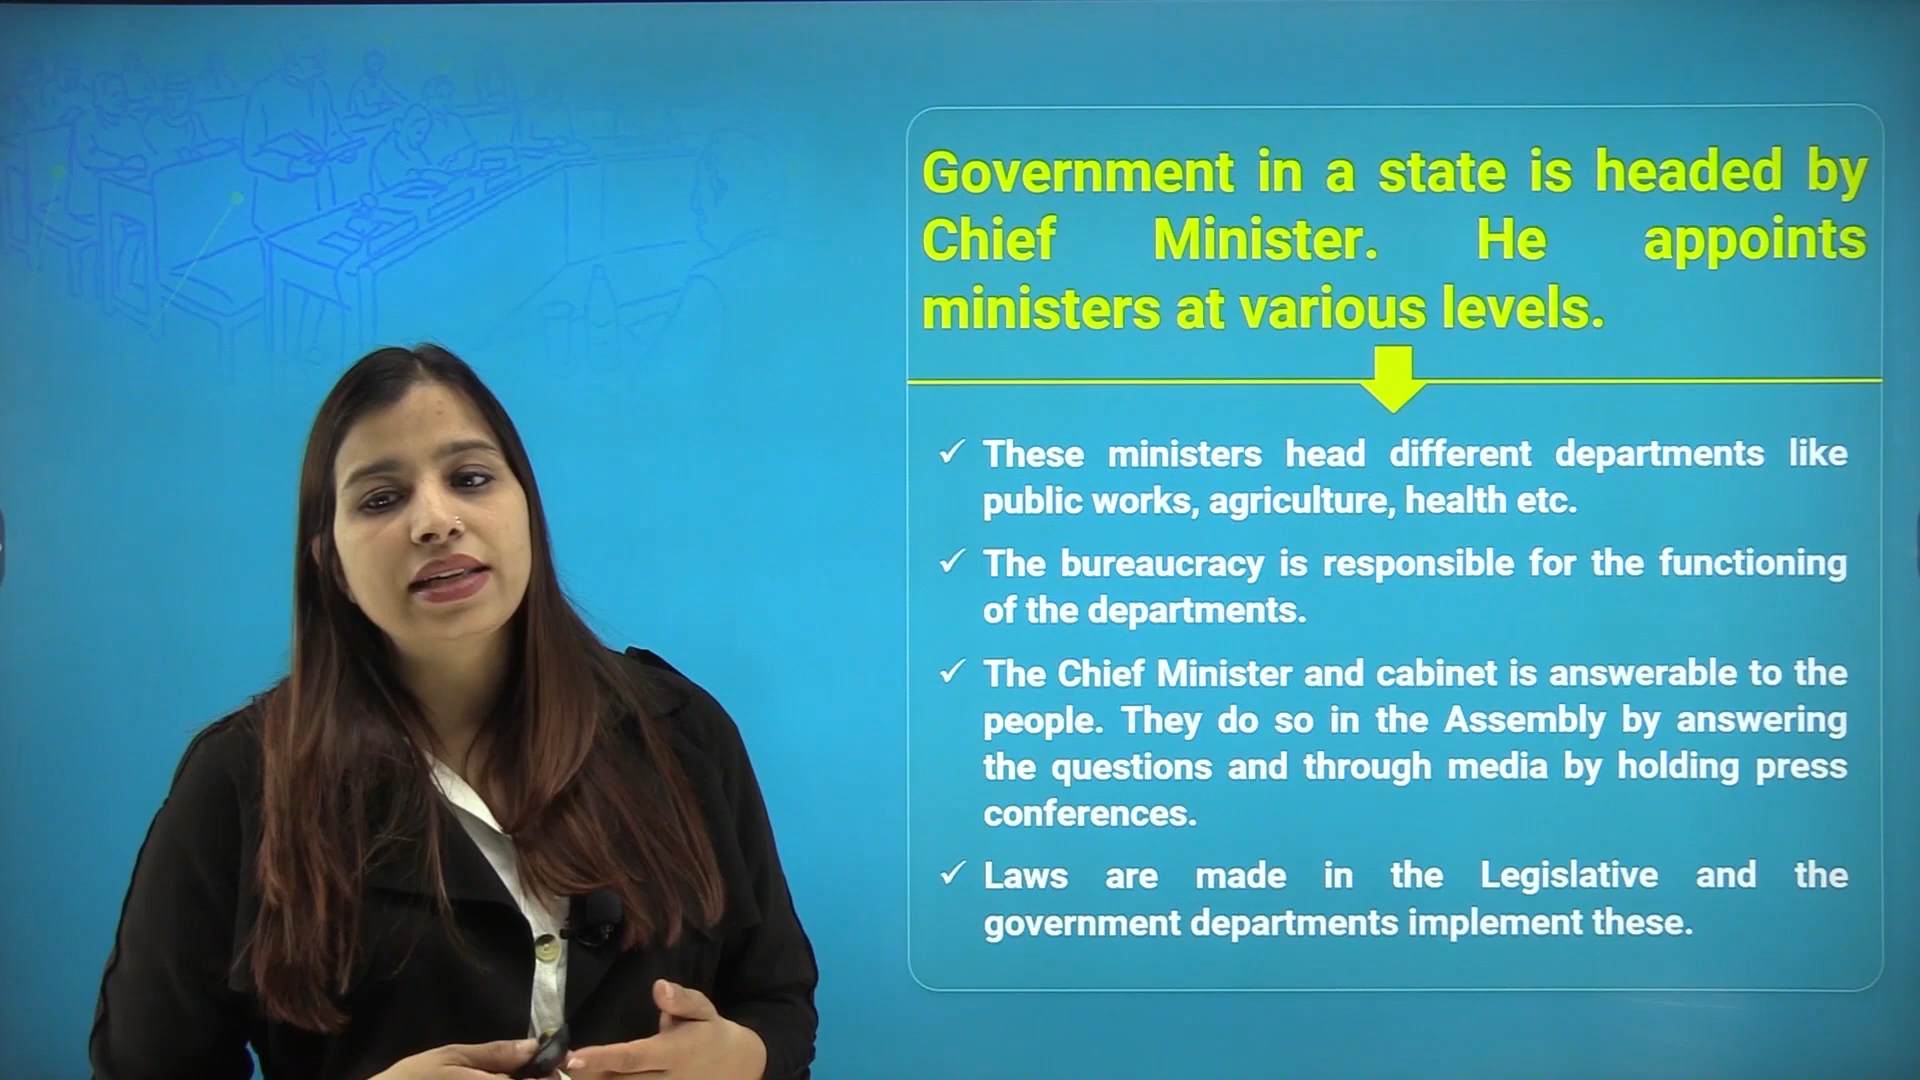 Government in a state is headed by
Chief Minister. He appoints
ministers at various levels.
✓ These ministers head different departments like
public works, agriculture, health etc.
✓ The bureaucracy is responsible for the functioning
of the departments.
✓ The Chief Minister and cabinet is answerable to the
people. They do so in the Assembly by answering
the questions and through media by holding press
conferences.
✓ Laws are made in the Legislative and the
government departments implement these.